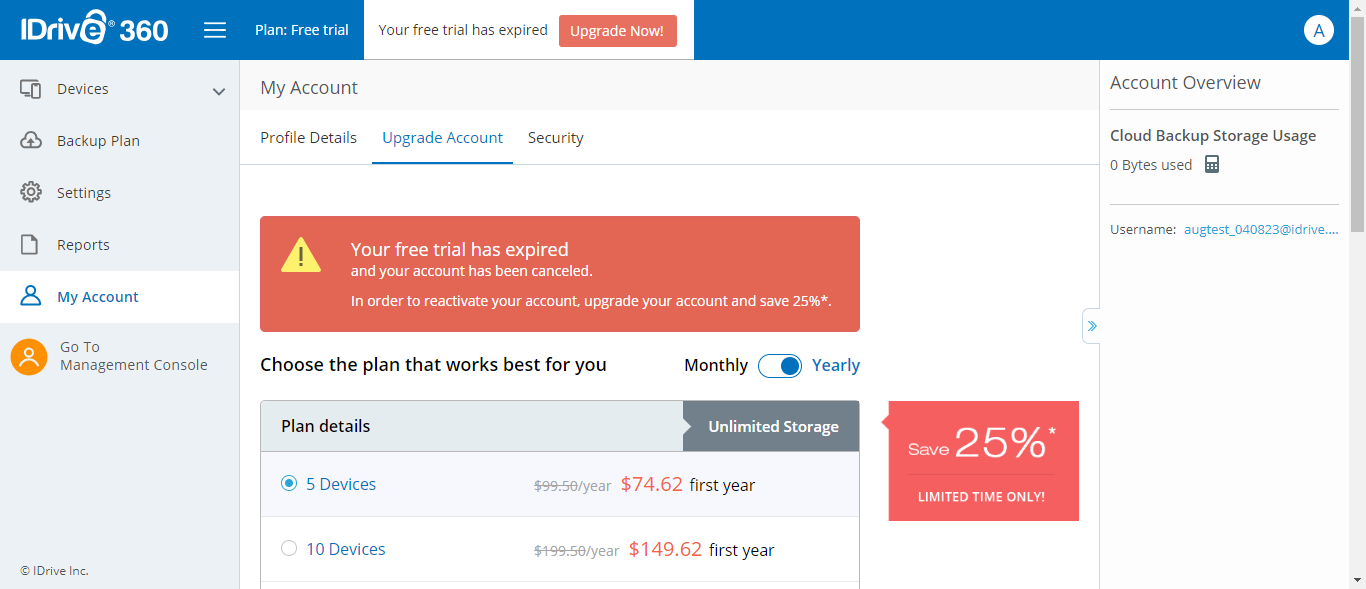 IDrive® 360
Plan: Free trial
Your free trial has expired
Upgrade Now!
A
Devices
Backup Plan
Settings
Reports
My Account
Go To
Management Console
© IDrive Inc.
My Account
Profile Details Upgrade Account Security
Your free trial has expired
and your account has been canceled.
In order to reactivate your account, upgrade your account and save 25%*.
Choose the plan that works best for you
Monthly Yearly
Plan details Unlimited Storage
5 Devices $99.50/year $74.62 first year
10 Devices $199.50/year $149.62 first year
Save 25%*
LIMITED TIME ONLY!
Account Overview
Cloud Backup Storage Usage
0 Bytes used
Username: augtest_040823@idrive....